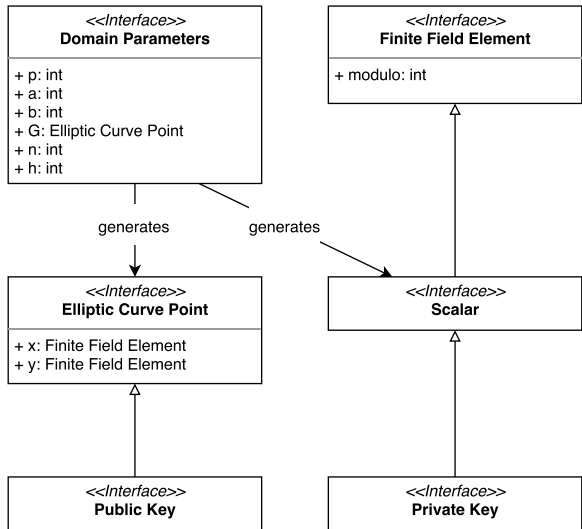 <<Interface>>
Domain Parameters
+ p: int
+ a: int
+ b: int
+ G: Elliptic Curve Point
+ n: int
+ h: int
<<Interface>>
Finite Field Element
+ modulo: int
generates
generates
<<Interface>>
Elliptic Curve Point
+ x: Finite Field Element
+ y: Finite Field Element
<<Interface>>
Scalar
<<Interface>>
Public Key
<<Interface>>
Private Key